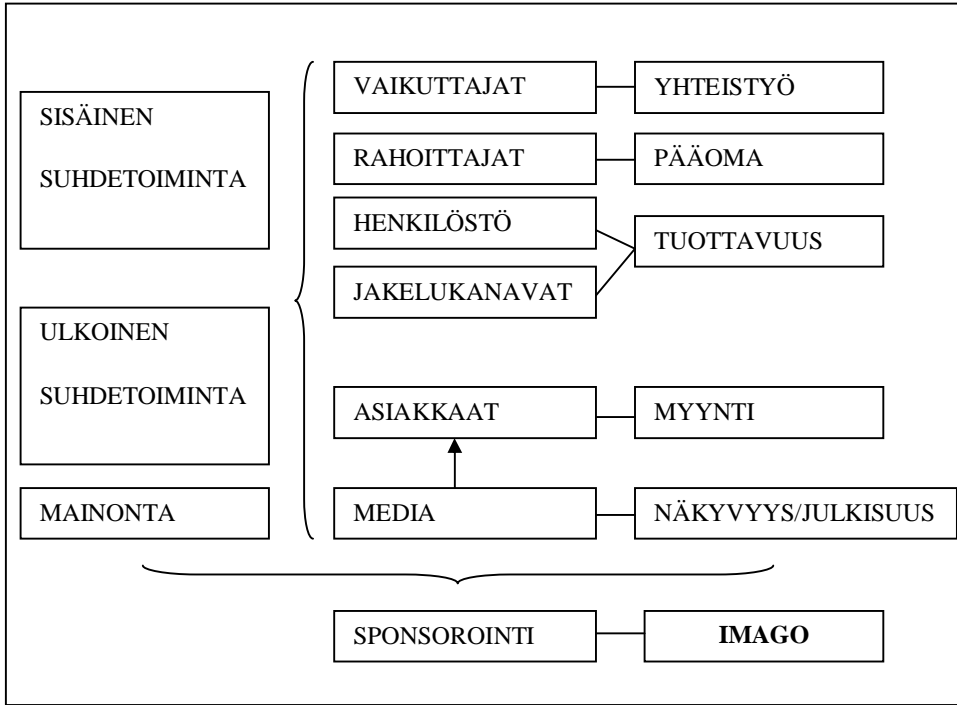 SISÄINEN
SUHDETOIMINTA
ULKOINEN
SUHDETOIMINTA
MAINONTA
VAIKUTTAJAT
YHTEISTYÖ
RAHOITTAJAT
PÄÄOMA
HENKILÖSTÖ
TUOTTAVUUS
JAKELUKANAVAT
ASIAKKAAT
MYYNTI
MEDIA
NÄKYVYYS/JULKISUUS
SPONSOROINTI
IMAGO